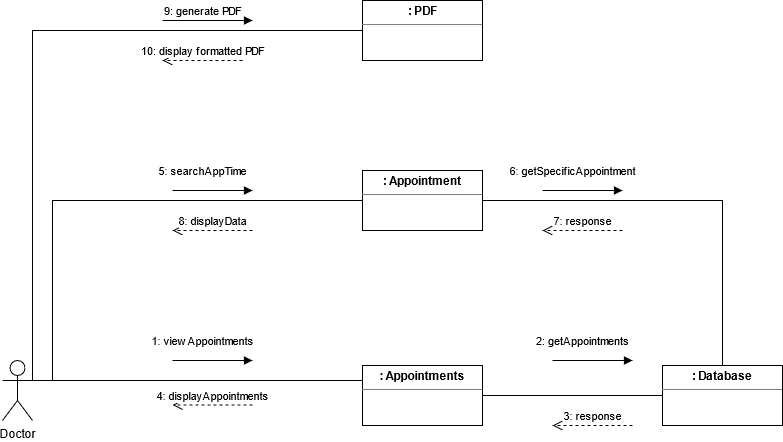 9: generate PDF
: PDF
10: display formatted PDF
5: searchAppTime
: Appointment
6: getSpecificAppointment
8: displayData
7: response
1: view Appointments
2: getAppointments
: Appointments
: Database
4: displayAppointments
3: response
Doctor